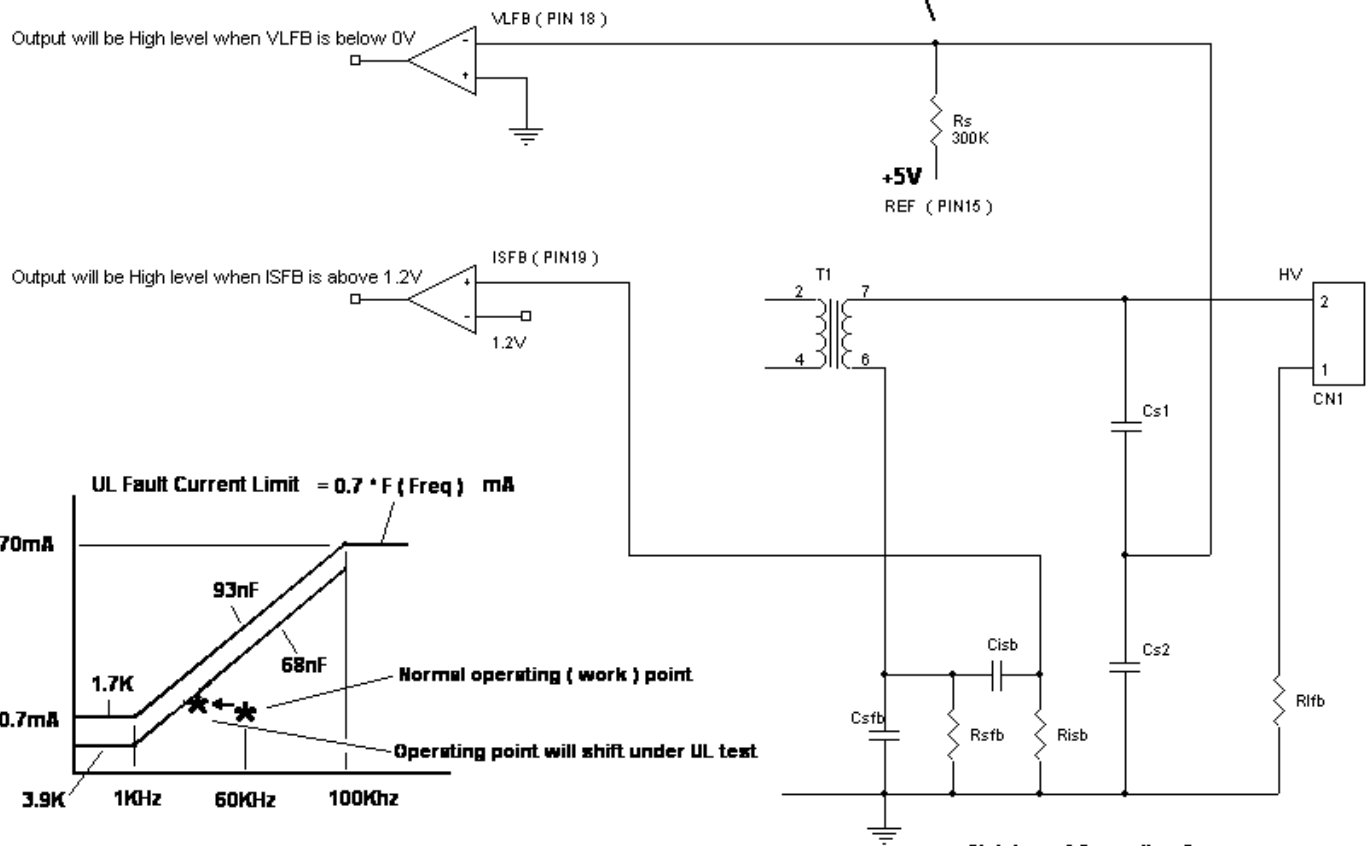 VLFB ( PIN 18 )
Output will be High level when VLFB is below 0V
-
+
Rs
300K
+5V
REF ( PIN15 )
ISFB ( PIN19 )
Output will be High level when ISFB is above 1.2V
+
-
1.2V
T1
2
7
4
6
HV
2
1
CN1
Cs1
Cs2
Cisb
Csfb
Rsfb
Risb
Rlfb
UL Fault Current Limit = 0.7 * F ( Freq ) mA
70mA
93nF
68nF
1.7K
Normal operating ( work ) point
0.7mA
Operating point will shift under UL test
3.9K
1KHz
60KHz
100Khz